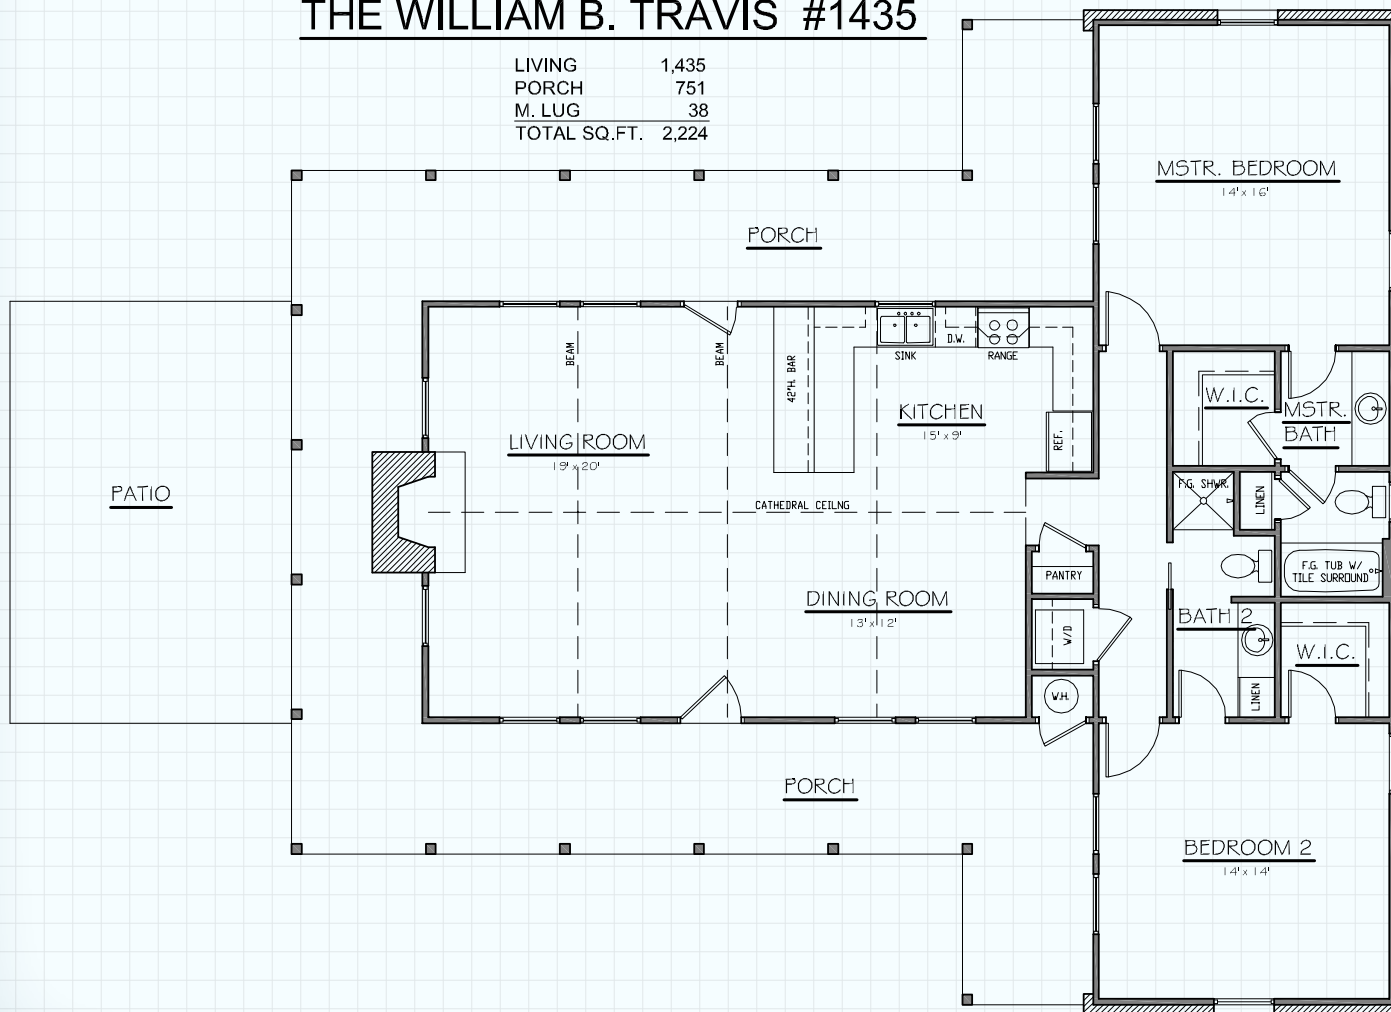 THE WILLIAM B. TRAVIS #1435
LIVING 1,435
PORCH 751
M. LUG 38
TOTAL SQ.FT. 2,224
MSTR. BEDROOM
14' x 16'
PORCH
BEAM
BEAM
42"H. BAR
SINK
D.W.
RANGE
KITCHEN
15' x 9'
REF.
W.I.C.
MSTR.
BATH
LIVING ROOM
19' x 20'
PATIO
CATHEDRAL CEILNG
F.G. SHWR.
LINEN
PANTRY
F.G. TUB W/
TILE SURROUND
DINING ROOM
13' x 12'
W/D
BATH 2
W.I.C.
W.H.
LINEN
PORCH
BEDROOM 2
14' x 14'